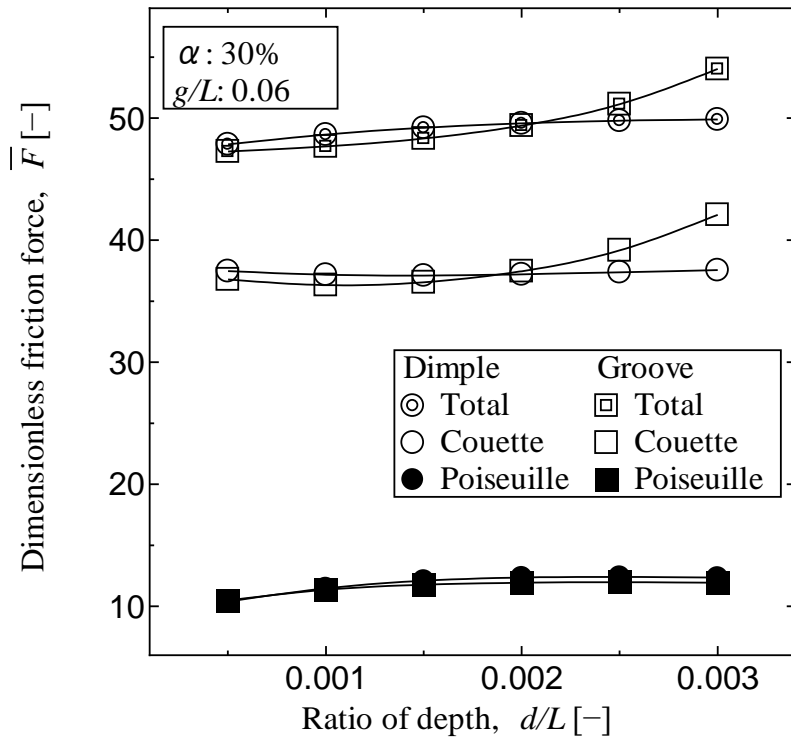 α : 30%
g/L: 0.06
Dimensionless friction force, F̅ [−]
50
40
30
20
10
Dimple Groove
Total Total
Couette Couette
Poiseuille Poiseuille
0.001 0.002 0.003
Ratio of depth, d/L [−]